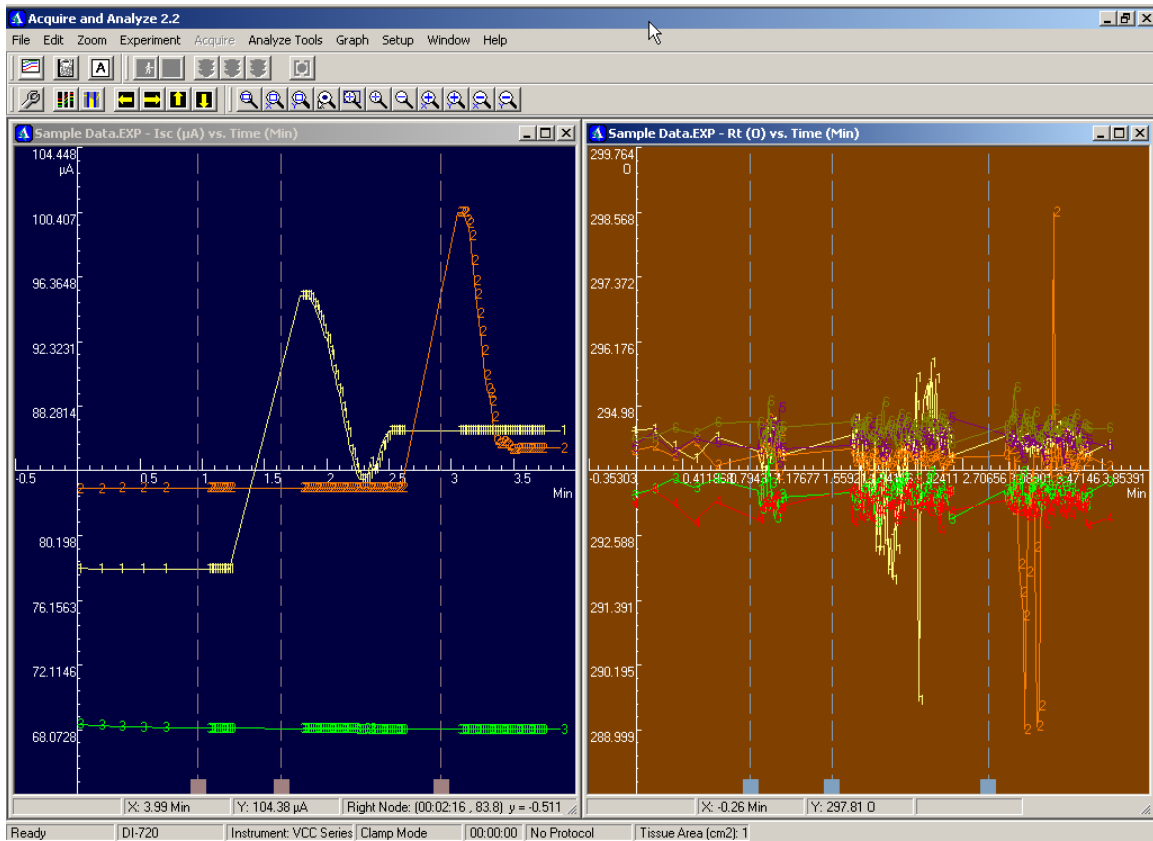 Acquire and Analyze 2.2
File Edit Zoom Experiment Acquire Analyze Tools Graph Setup Window Help
A
Sample Data.EXP - Isc (µA) vs. Time (Min)
104.448
µA
100.407
96.3648
92.3231
88.2814
80.198
76.1563
72.1146
68.0728
-0.5 0.5 1.0 1.5 2.5 3 3.5
Min
1
2
3
X: 3.99 Min Y: 104.38 µA Right Node: (00:02:16 , 83.8) y = -0.511
Sample Data.EXP - Rt (O) vs. Time (Min)
299.764
O
298.568
297.372
296.176
294.98
292.588
291.391
290.195
288.999
-0.35303 2.70656 3.47146 3.85391
Min
X: -0.26 Min Y: 297.81 O
Ready DI-720 Instrument: VCC Series Clamp Mode 00:00:00 No Protocol Tissue Area (cm2): 1